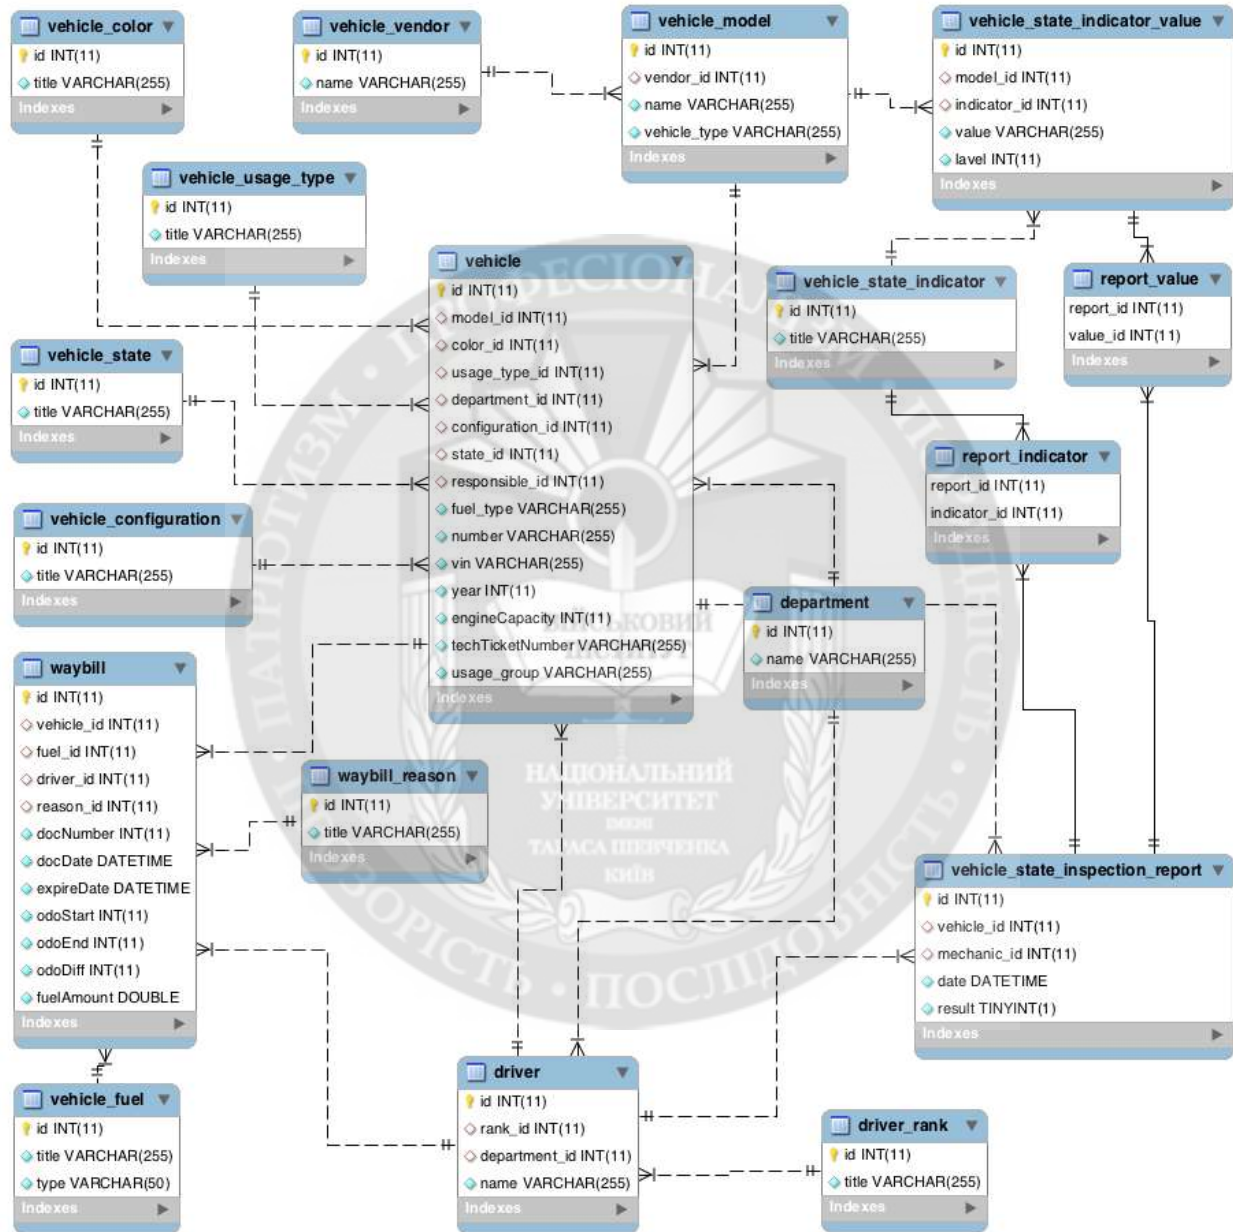 vehicle_color
id INT(11)
title VARCHAR(255)
Indexes
vehicle_vendor
id INT(11)
name VARCHAR(255)
Indexes
vehicle_model
id INT(11)
vendor_id INT(11)
name VARCHAR(255)
vehicle_type VARCHAR(255)
Indexes
vehicle_state_indicator_value
id INT(11)
model_id INT(11)
indicator_id INT(11)
value VARCHAR(255)
lavel INT(11)
Indexes
vehicle_usage_type
id INT(11)
title VARCHAR(255)
Indexes
vehicle
id INT(11)
model_id INT(11)
color_id INT(11)
usage_type_id INT(11)
department_id INT(11)
configuration_id INT(11)
state_id INT(11)
responsible_id INT(11)
fuel_type VARCHAR(255)
number VARCHAR(255)
vin VARCHAR(255)
year INT(11)
engineCapacity INT(11)
techTicketNumber VARCHAR(255)
usage_group VARCHAR(255)
Indexes
vehicle_state_indicator
id INT(11)
title VARCHAR(255)
Indexes
report_value
report_id INT(11)
value_id INT(11)
Indexes
vehicle_state
id INT(11)
title VARCHAR(255)
Indexes
report_indicator
report_id INT(11)
indicator_id INT(11)
Indexes
vehicle_configuration
id INT(11)
title VARCHAR(255)
Indexes
department
id INT(11)
name VARCHAR(255)
Indexes
waybill
id INT(11)
vehicle_id INT(11)
fuel_id INT(11)
driver_id INT(11)
reason_id INT(11)
docNumber INT(11)
docDate DATETIME
expireDate DATETIME
odoStart INT(11)
odoEnd INT(11)
odoDiff INT(11)
fuelAmount DOUBLE
Indexes
waybill_reason
id INT(11)
title VARCHAR(255)
Indexes
vehicle_state_inspection_report
id INT(11)
vehicle_id INT(11)
mechanic_id INT(11)
date DATETIME
result TINYINT(1)
Indexes
vehicle_fuel
id INT(11)
title VARCHAR(255)
type VARCHAR(50)
Indexes
driver
id INT(11)
rank_id INT(11)
department_id INT(11)
name VARCHAR(255)
Indexes
driver_rank
id INT(11)
title VARCHAR(255)
Indexes
ПАТРІОТИЗМ
ПОСЛІДОВНІСТЬ
НАЦІОНАЛЬНИЙ
УНІВЕРСИТЕТ
ІМЕНІ
ТАРАСА ШЕВЧЕНКА
КИЇВ